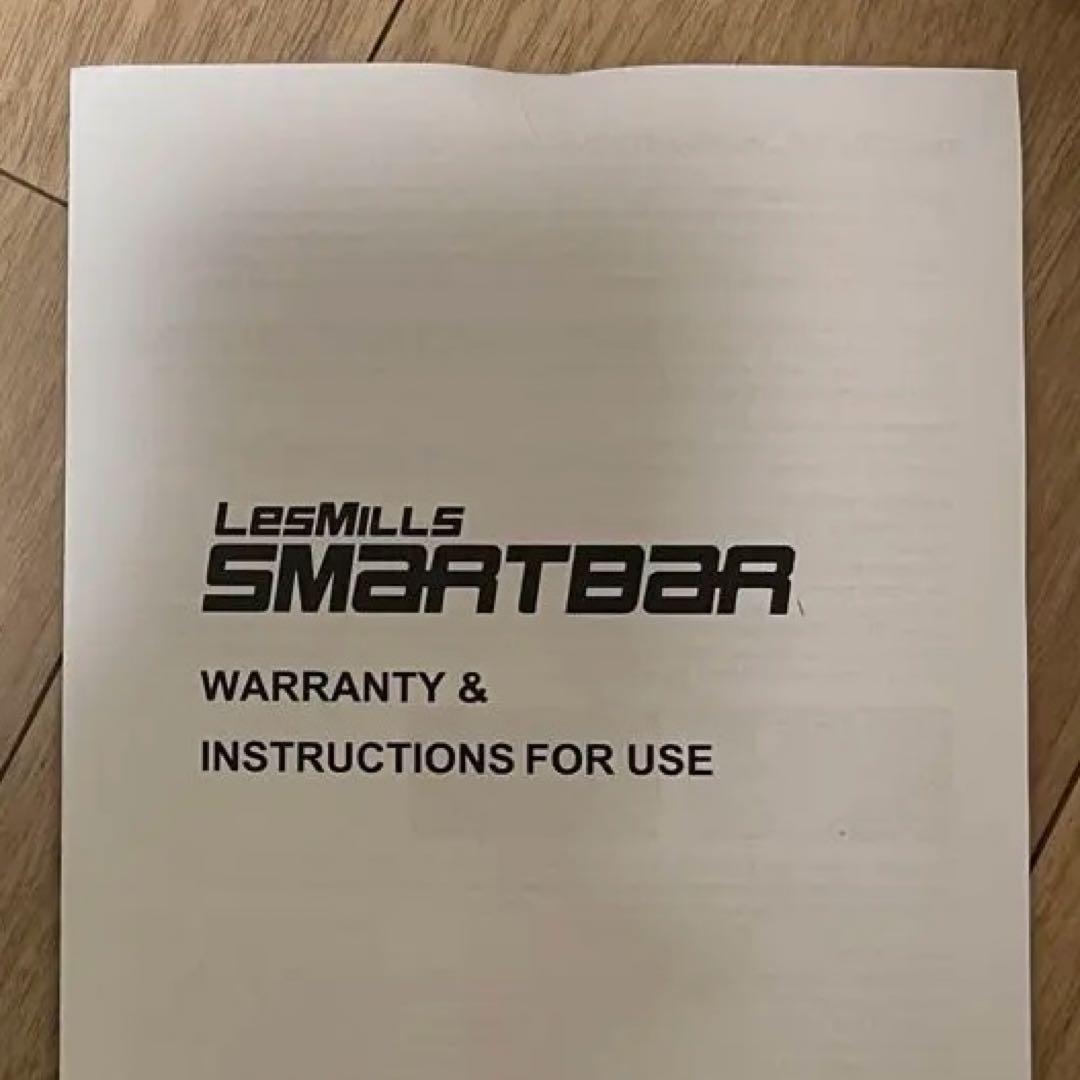 LesMILLS
SMaRTBaR
WARRANTY &
INSTRUCTIONS FOR USE